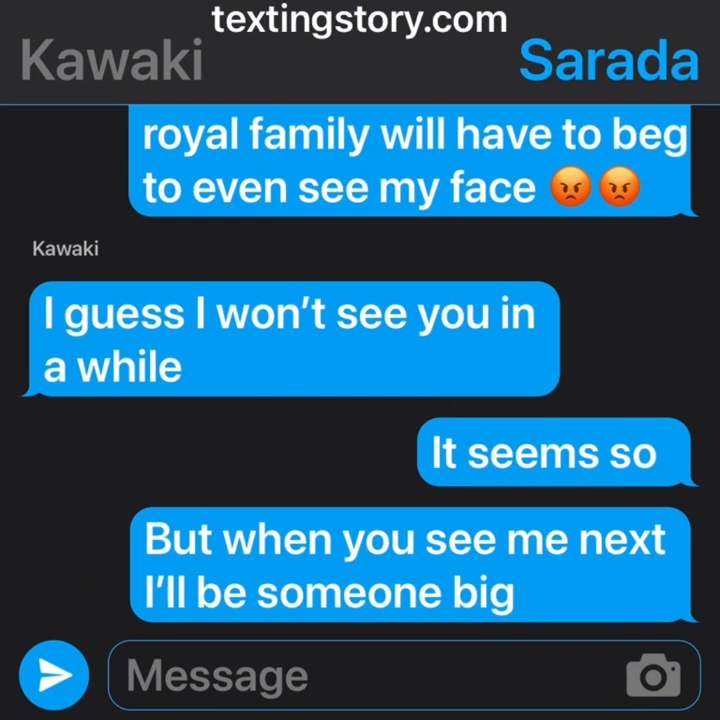 textingstory.com
Kawaki
Sarada
royal family will have to beg
to even see my face 😡😡
Kawaki
I guess I won't see you in
a while
It seems so
But when you see me next
I'll be someone big
Message